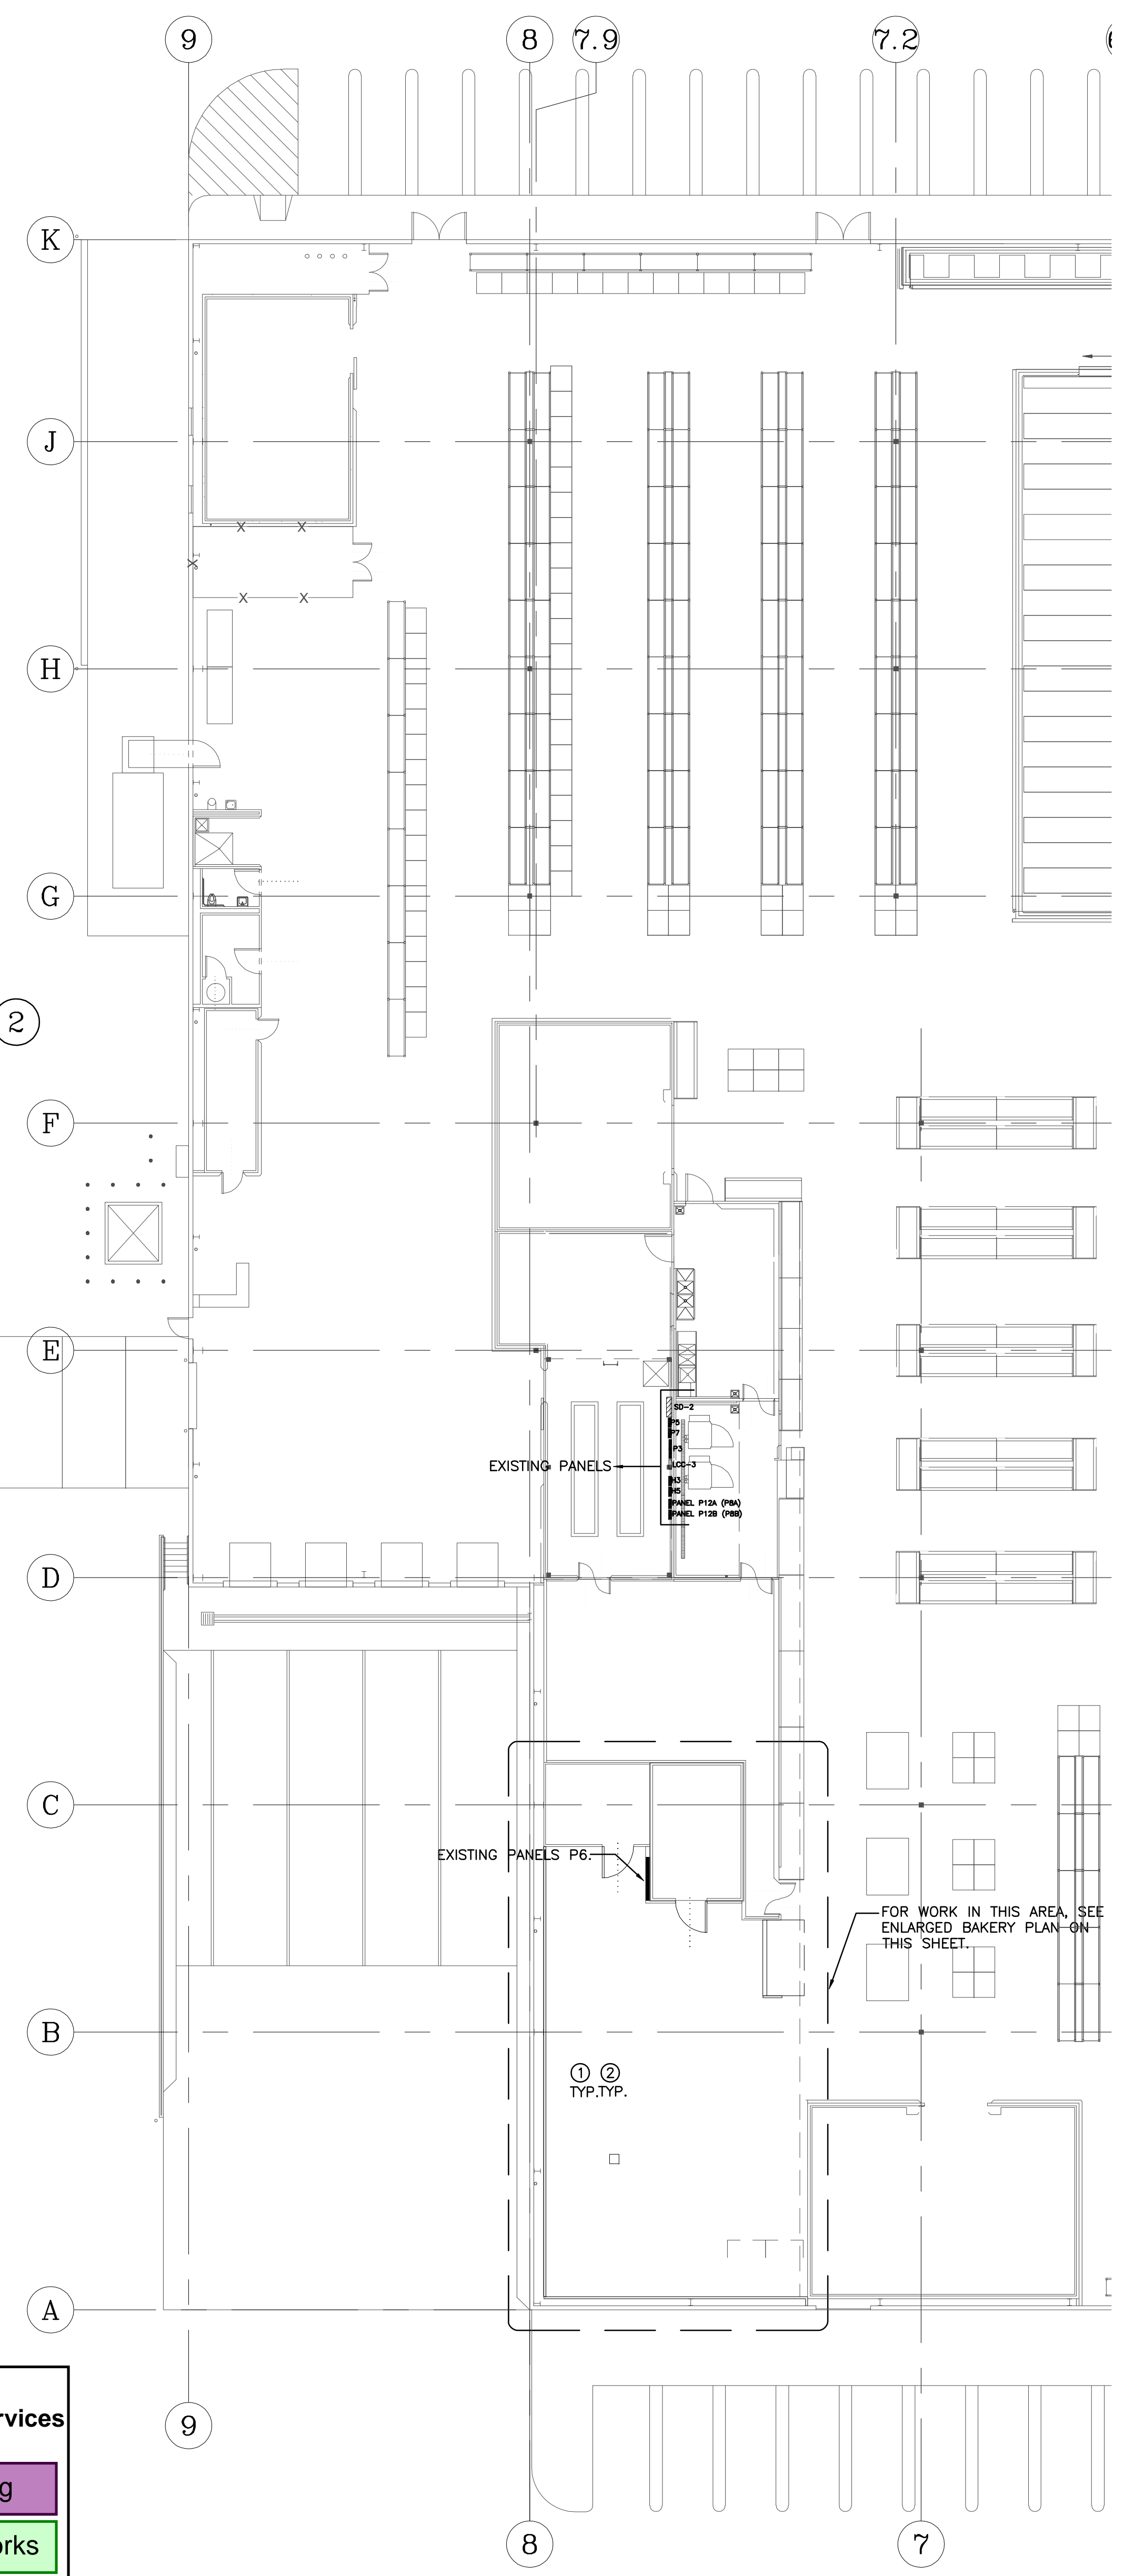 9
8
7.9
7.2
K
J
H
G
2
F
E
SD-2
P5
P7
P3
EXISTING PANELS
LCC-3
H3
H5
PANEL P12A (P8A)
PANEL P12B (P8B)
D
C
EXISTING PANELS P6.
FOR WORK IN THIS AREA, SEE
ENLARGED BAKERY PLAN ON
THIS SHEET.
B
1 2
TYP. TYP.
A
rvices
9
g
orks
8
7